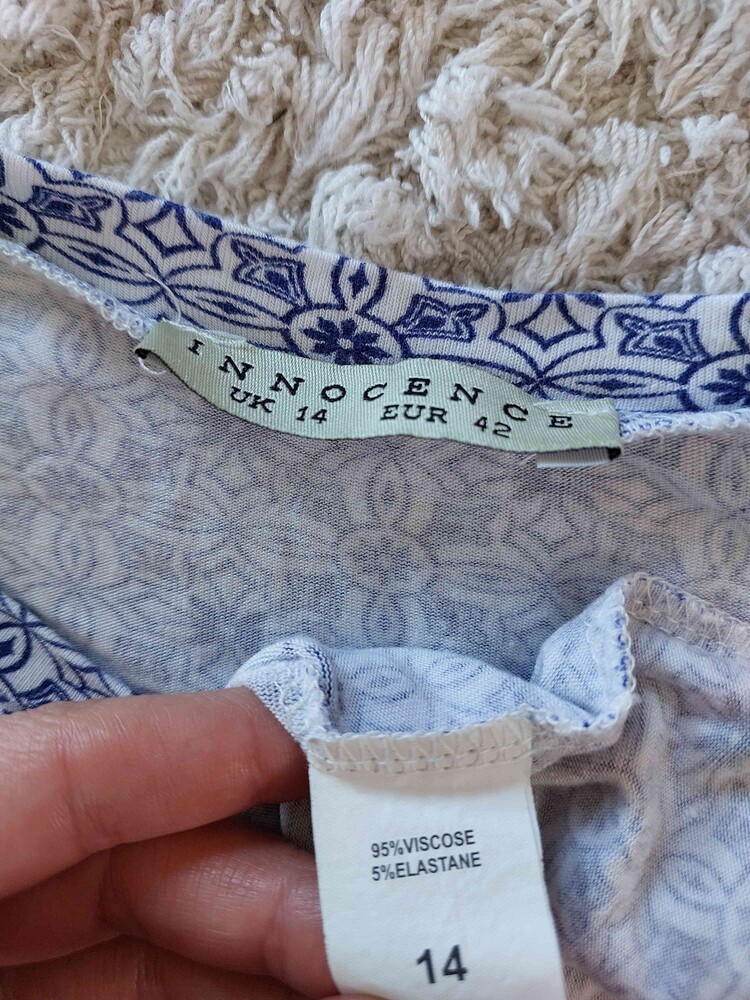 INNOCENCE
UK 14 EUR 42
95%VISCOSE
5%ELASTANE
14